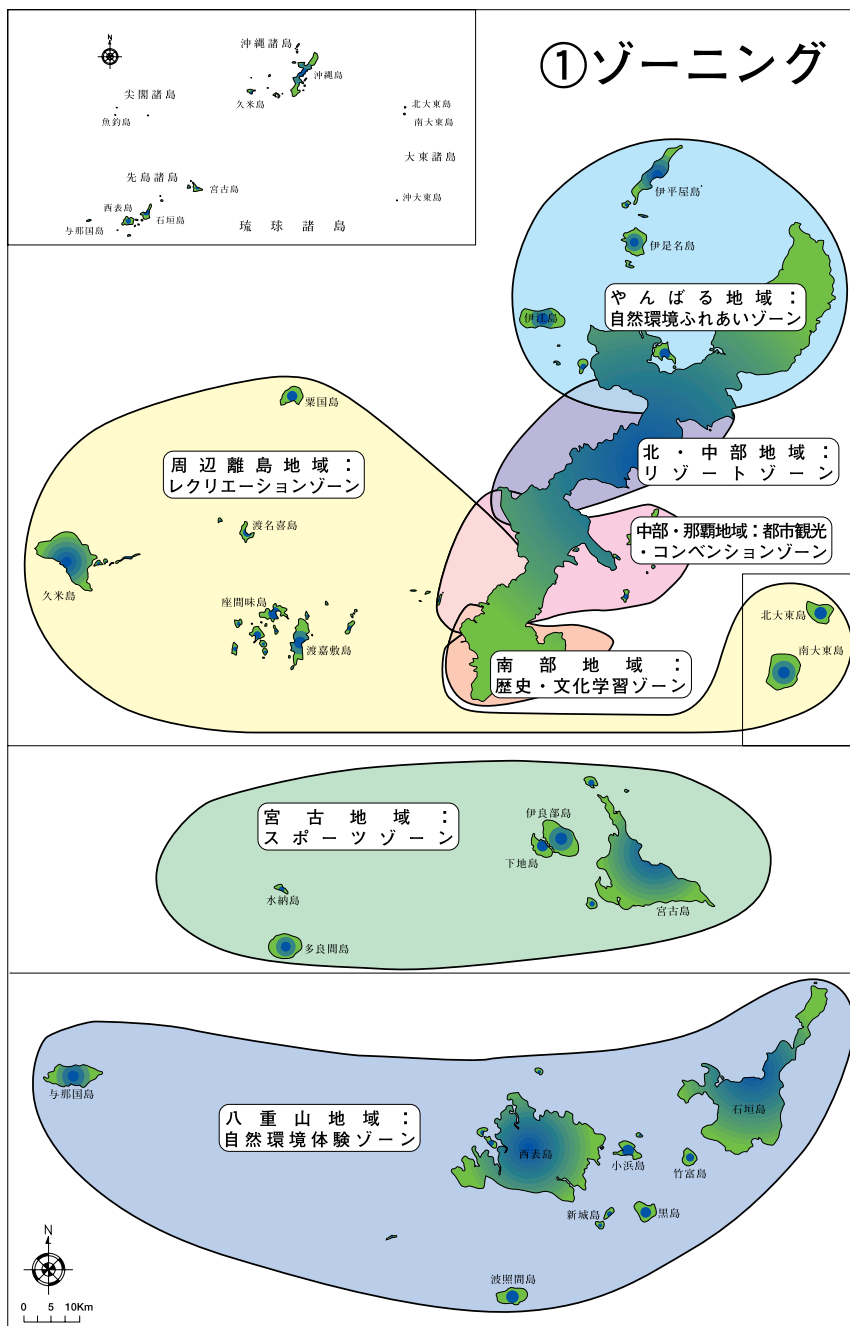 ①ゾーニング
N
沖縄諸島
沖縄島
久米島
尖閣諸島
魚釣島
北大東島
南大東島
大東諸島
先島諸島
宮古島
西表島
石垣島
与那国島
沖大東島
琉球諸島
伊平屋島
伊是名島
伊江島
やんばる地域：
自然環境ふれあいゾーン
粟国島
北・中部地域：
リゾートゾーン
周辺離島地域：
レクリエーションゾーン
渡名喜島
中部・那覇地域：都市観光
・コンベンションゾーン
久米島
座間味島
渡嘉敷島
北大東島
南大東島
南部地域：
歴史・文化学習ゾーン
宮古地域：
スポーツゾーン
伊良部島
下地島
水納島
宮古島
多良間島
与那国島
八重山地域：
自然環境体験ゾーン
石垣島
西表島
小浜島
竹富島
新城島
黒島
波照間島
N
0 5 10Km